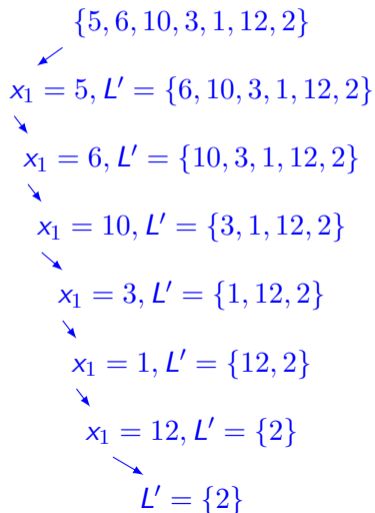 {5, 6, 10, 3, 1, 12, 2}
x₁ = 5, L′ = {6, 10, 3, 1, 12, 2}
x₁ = 6, L′ = {10, 3, 1, 12, 2}
x₁ = 10, L′ = {3, 1, 12, 2}
x₁ = 3, L′ = {1, 12, 2}
x₁ = 1, L′ = {12, 2}
x₁ = 12, L′ = {2}
L′ = {2}